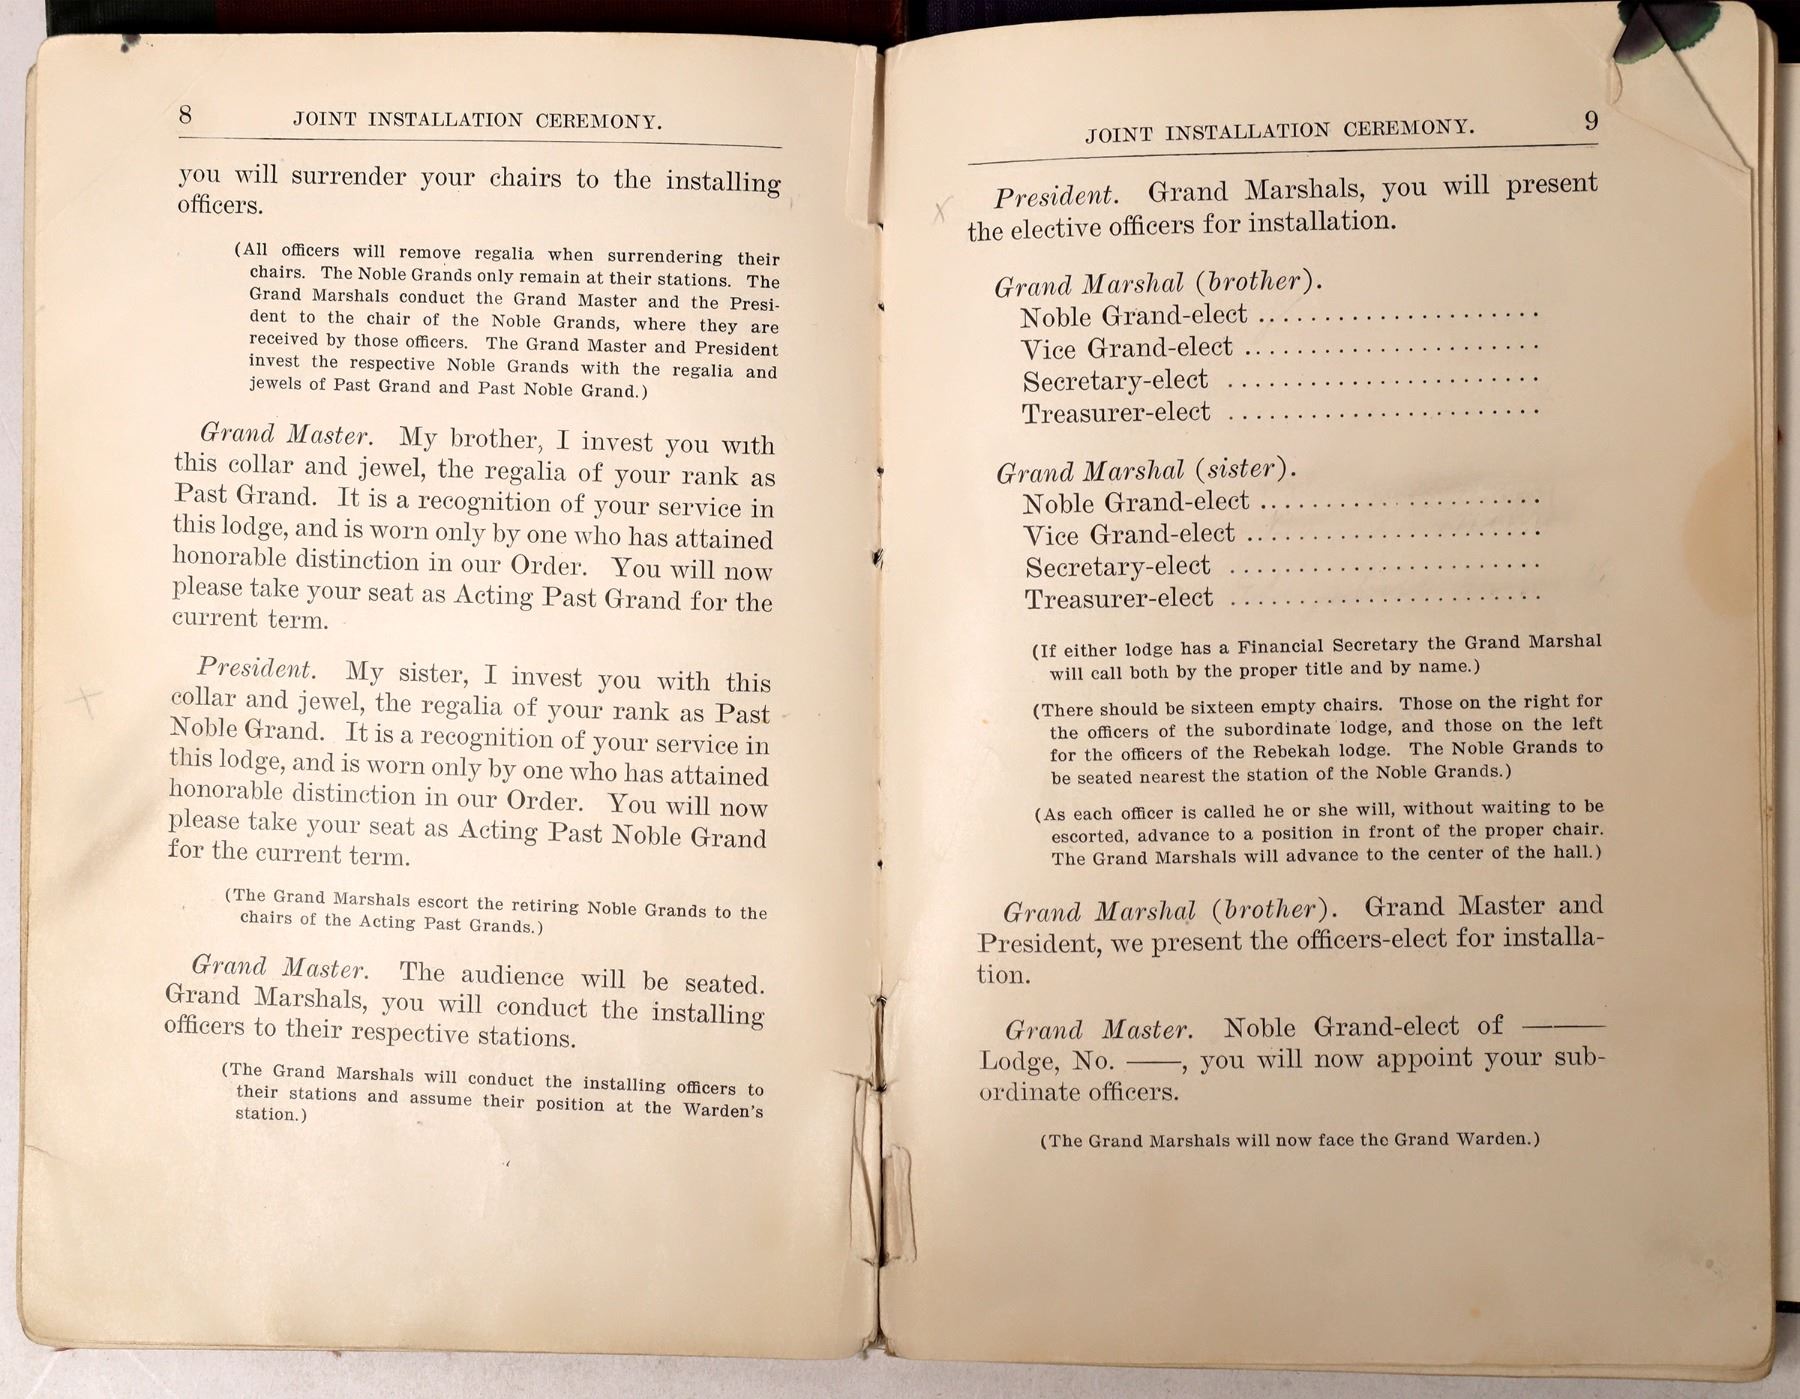 8 JOINT INSTALLATION CEREMONY.
you will surrender your chairs to the installing
officers.
(All officers will remove regalia when surrendering their
chairs. The Noble Grands only remain at their stations. The
Grand Marshals conduct the Grand Master and the Presi-
dent to the chair of the Noble Grands, where they are
received by those officers. The Grand Master and President
invest the respective Noble Grands with the regalia and
jewels of Past Grand and Past Noble Grand.)
Grand Master. My brother, I invest you with
this collar and jewel, the regalia of your rank as
Past Grand. It is a recognition of your service in
this lodge, and is worn only by one who has attained
honorable distinction in our Order. You will now
please take your seat as Acting Past Grand for the
current term.
President. My sister, I invest you with this
collar and jewel, the regalia of your rank as Past
Noble Grand. It is a recognition of your service in
this lodge, and is worn only by one who has attained
honorable distinction in our Order. You will now
please take your seat as Acting Past Noble Grand
for the current term.
(The Grand Marshals escort the retiring Noble Grands to the
chairs of the Acting Past Grands.)
Grand Master. The audience will be seated.
Grand Marshals, you will conduct the installing
officers to their respective stations.
(The Grand Marshals will conduct the installing officers to
their stations and assume their position at the Warden's
station.)
JOINT INSTALLATION CEREMONY. 9
President. Grand Marshals, you will present
the elective officers for installation.
Grand Marshal (brother).
Noble Grand-elect .....................
Vice Grand-elect ......................
Secretary-elect ........................
Treasurer-elect ........................
Grand Marshal (sister).
Noble Grand-elect .....................
Vice Grand-elect ......................
Secretary-elect ........................
Treasurer-elect ........................
(If either lodge has a Financial Secretary the Grand Marshal
will call both by the proper title and by name.)
(There should be sixteen empty chairs. Those on the right for
the officers of the subordinate lodge, and those on the left
for the officers of the Rebekah lodge. The Noble Grands to
be seated nearest the station of the Noble Grands.)
(As each officer is called he or she will, without waiting to be
escorted, advance to a position in front of the proper chair.
The Grand Marshals will advance to the center of the hall.)
Grand Marshal (brother). Grand Master and
President, we present the officers-elect for installa-
tion.
Grand Master. Noble Grand-elect of ———
Lodge, No. ——, you will now appoint your sub-
ordinate officers.
(The Grand Marshals will now face the Grand Warden.)